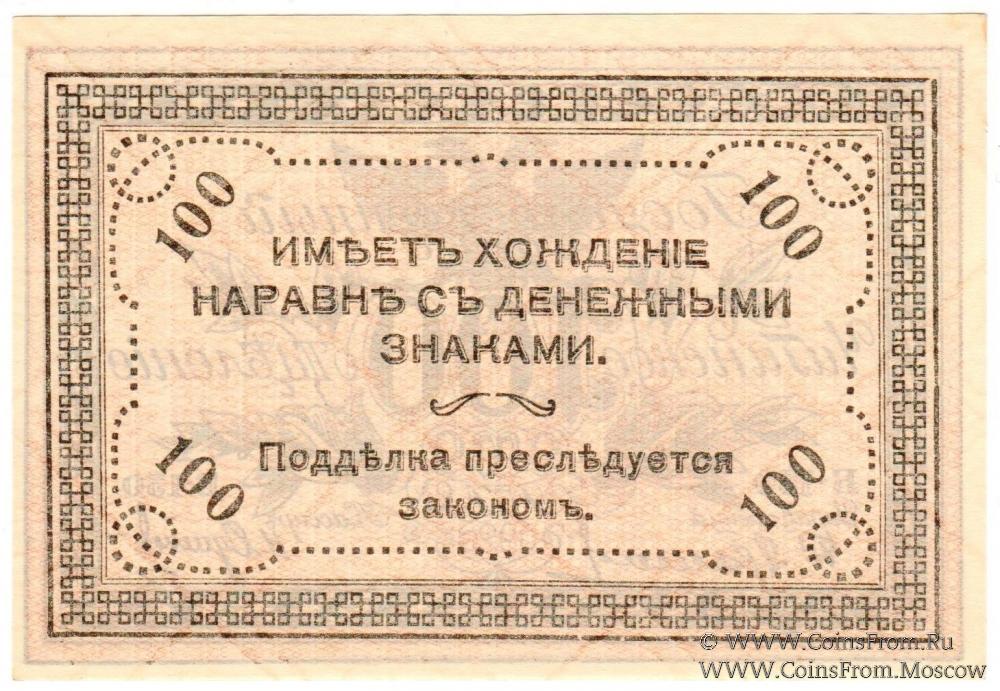 100
100
ИМѢЕТЪ ХОЖДЕНІЕ
НАРАВНѢ СЪ ДЕНЕЖНЫМИ
ЗНАКАМИ.
Поддѣлка преслѣдуется
закономъ.
100
100
© WWW.CoinsFrom.Ru
WWW.CoinsFrom.Moscow